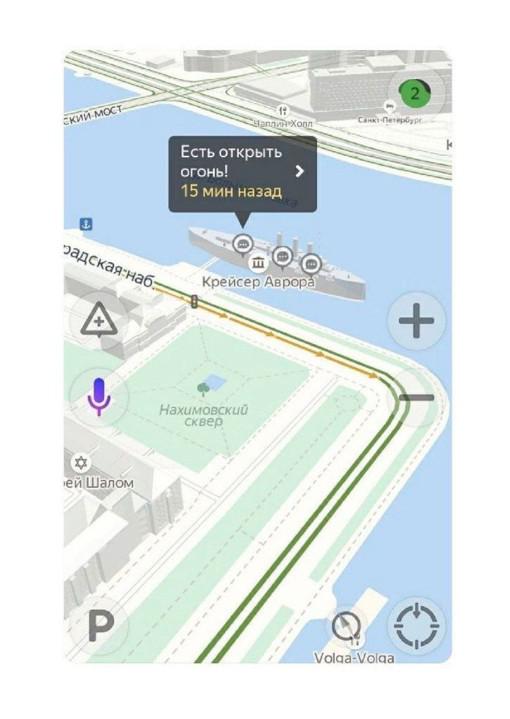 ский мост
2
Чаплин Холл
Санкт-Петербург
К
Есть открыть
огонь!
15 мин назад
радская наб.
Крейсер Аврора
Нахимовский
сквер
ей Шалом
P
Volga-Volga